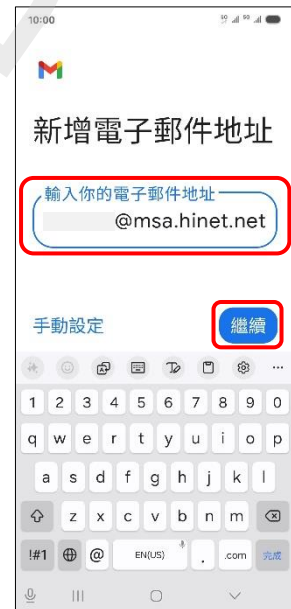 10:00
5G 5G
新增電子郵件地址
輸入你的電子郵件地址
@msa.hinet.net
手動設定
繼續
1 2 3 4 5 6 7 8 9 0
q w e r t y u i o p
a s d f g h j k l
z x c v b n m
!#1 @ EN(US) . .com 完成